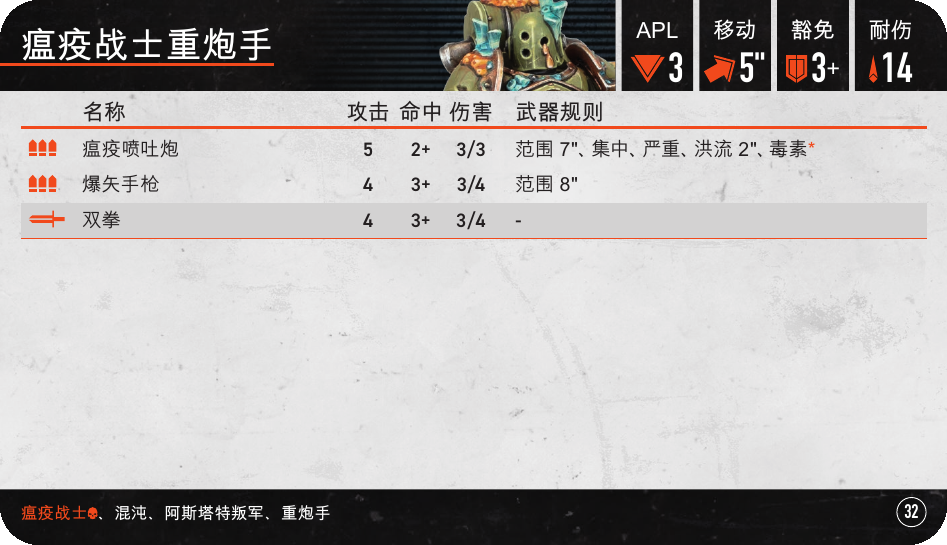 瘟疫战士重炮手
APL 移动 豁免 耐伤
3 5" 3+ 14
名称 攻击 命中 伤害 武器规则
瘟疫喷吐炮 5 2+ 3/3 范围 7"、集中、严重、洪流 2"、毒素*
爆矢手枪 4 3+ 3/4 范围 8"
双拳 4 3+ 3/4 -
瘟疫战士、混沌、阿斯塔特叛军、重炮手
32